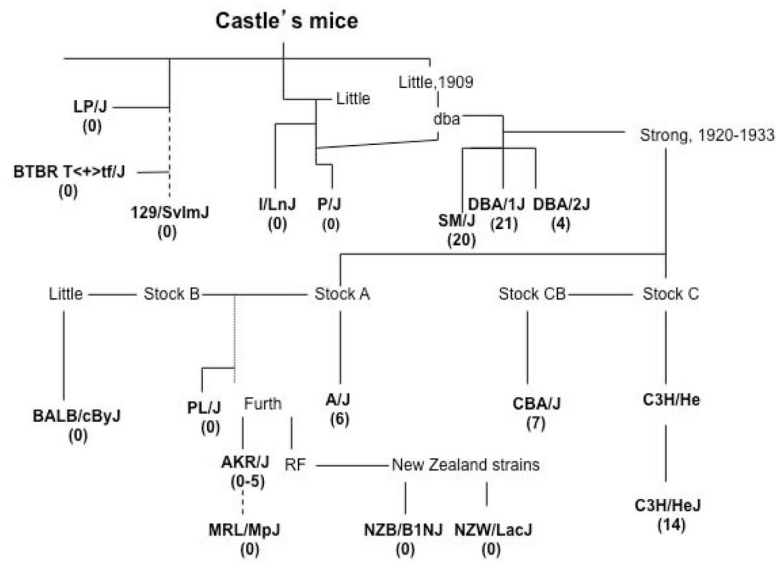 Castle's mice
Little, 1909
Little
LP/J
(0)
dba
Strong, 1920-1933
BTBR T<+>tf/J
(0)
129/SvImJ
(0)
I/LnJ
(0)
P/J
(0)
SM/J
(20)
DBA/1J
(21)
DBA/2J
(4)
Little
Stock B
Stock A
Stock CB
Stock C
BALB/cByJ
(0)
PL/J
(0)
Furth
A/J
(6)
CBA/J
(7)
C3H/He
AKR/J
(0-5)
RF
New Zealand strains
MRL/MpJ
(0)
NZB/B1NJ
(0)
NZW/LacJ
(0)
C3H/HeJ
(14)